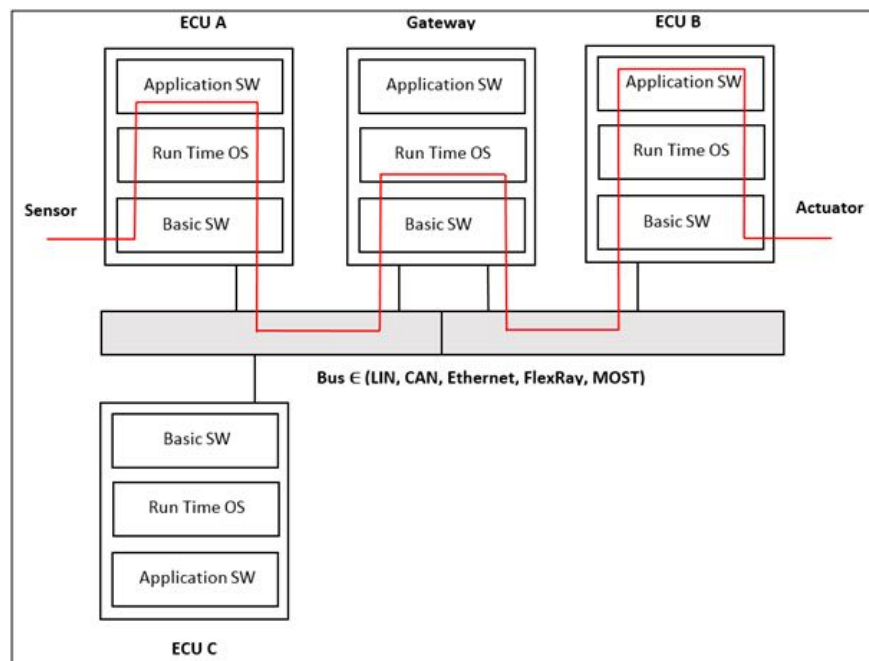 ECU A
Gateway
ECU B
Application SW
Application SW
Application SW
Run Time OS
Run Time OS
Run Time OS
Sensor
Actuator
Basic SW
Basic SW
Basic SW
Bus ∈ (LIN, CAN, Ethernet, FlexRay, MOST)
Basic SW
Run Time OS
Application SW
ECU C